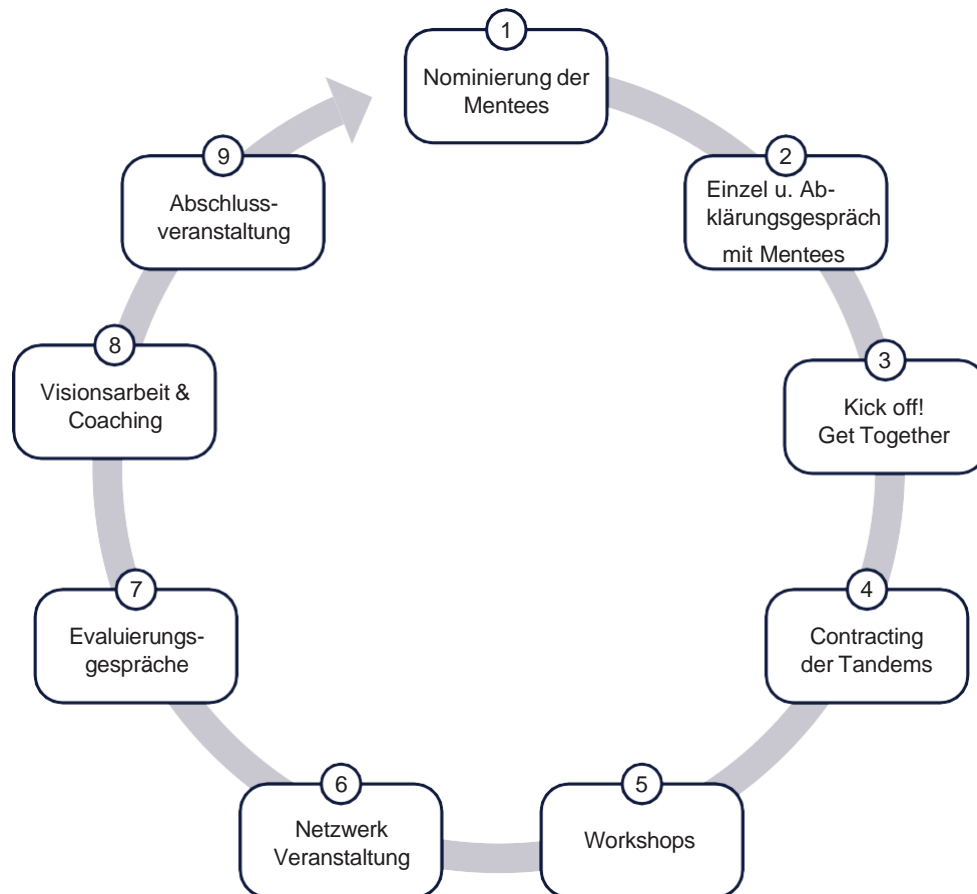 1
Nominierung der
Mentees
2
Einzel u. Ab-
klärungsgespräch
mit Mentees
3
Kick off!
Get Together
4
Contracting
der Tandems
5
Workshops
6
Netzwerk
Veranstaltung
7
Evaluierungs-
gespräche
8
Visionsarbeit &
Coaching
9
Abschluss-
veranstaltung